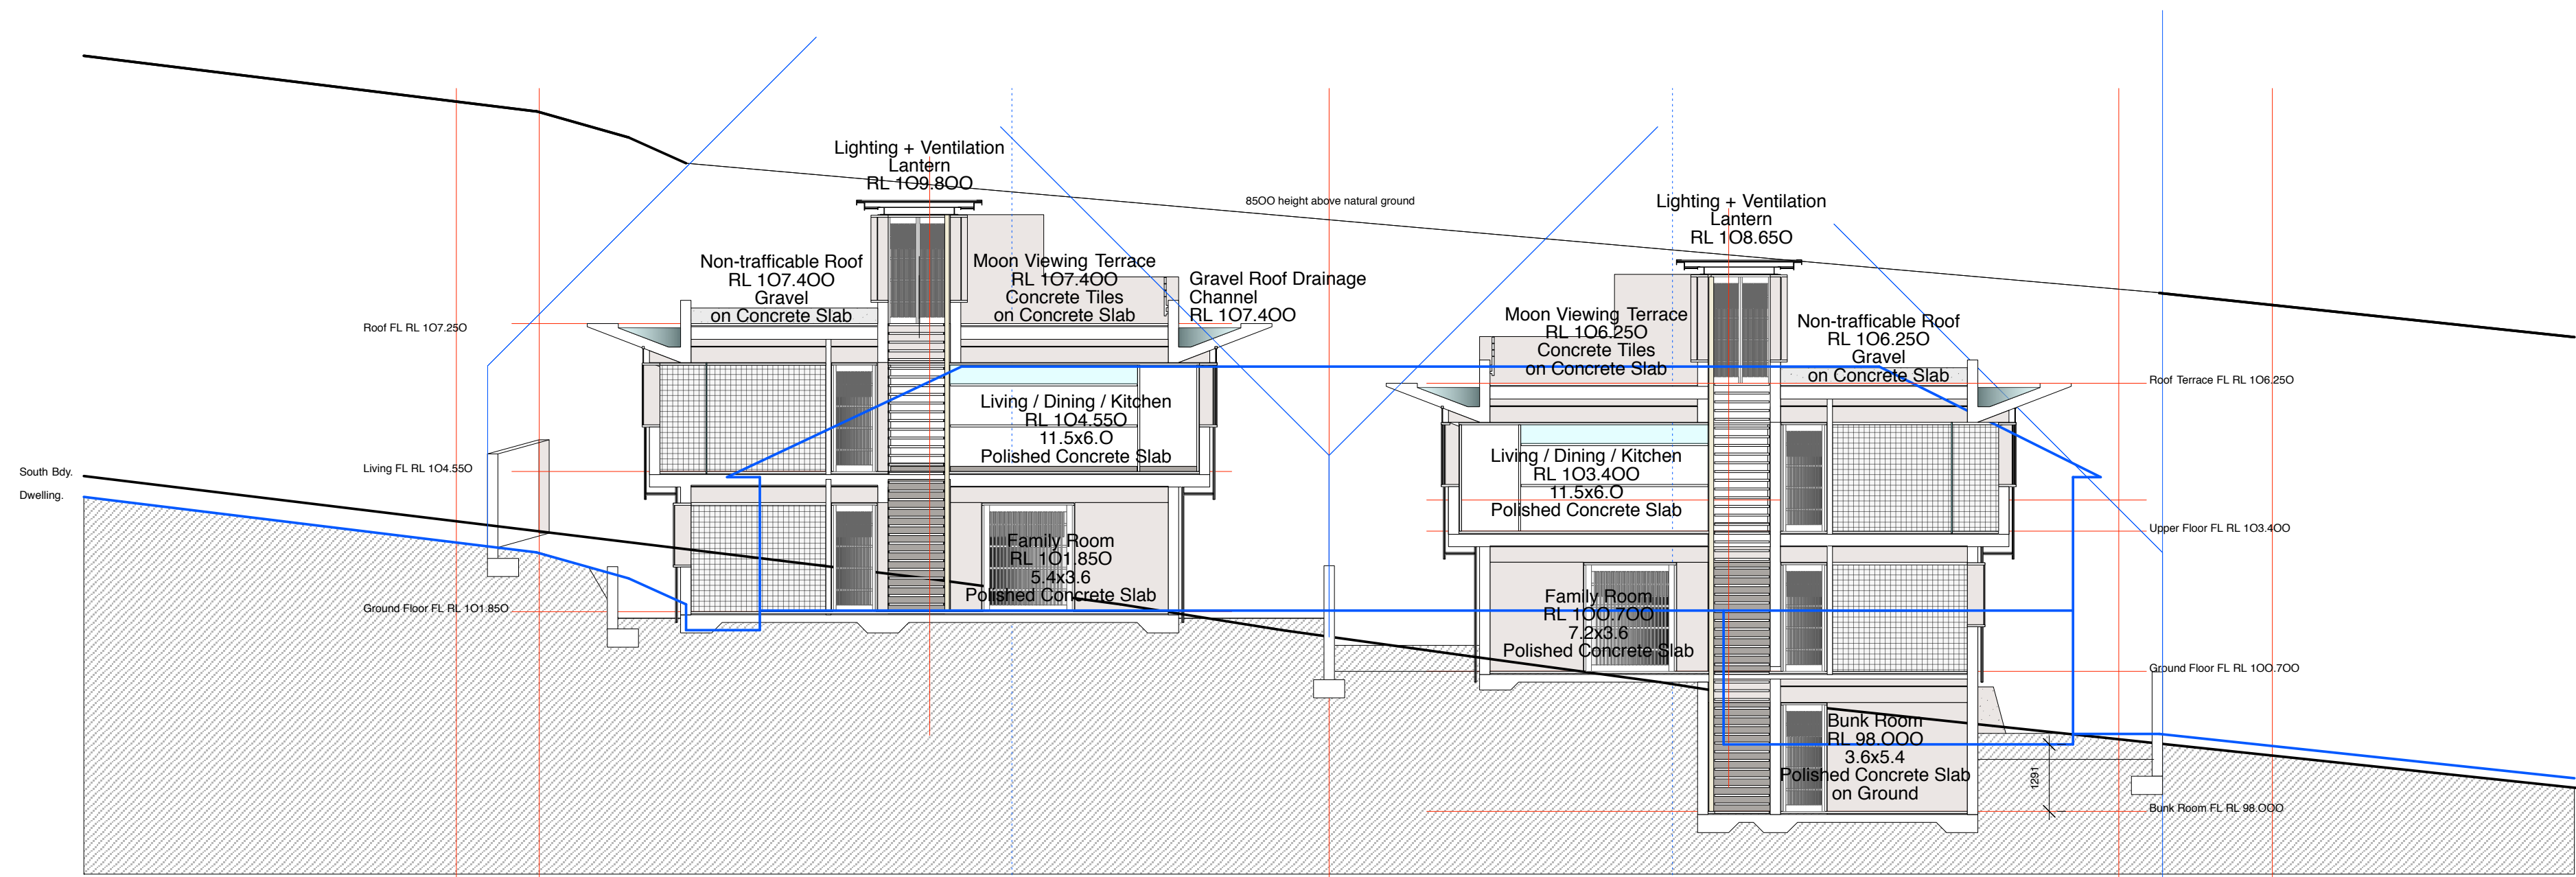 Lighting + Ventilation
Lantern
RL 109.800
8500 height above natural ground
Lighting + Ventilation
Lantern
RL 108.650
Non-trafficable Roof
RL 107.400
Gravel
on Concrete Slab
Moon Viewing Terrace
RL 107.400
Concrete Tiles
on Concrete Slab
Gravel Roof Drainage
Channel
RL 107.400
Moon Viewing Terrace
RL 106.250
Concrete Tiles
on Concrete Slab
Non-trafficable Roof
RL 106.250
Gravel
on Concrete Slab
Roof FL RL 107.250
Roof Terrace FL RL 106.250
Living / Dining / Kitchen
RL 104.550
11.5x6.0
Polished Concrete Slab
Living / Dining / Kitchen
RL 103.400
11.5x6.0
Polished Concrete Slab
South Bdy.
Dwelling.
Living FL RL 104.550
Upper Floor FL RL 103.400
Family Room
RL 101.850
5.4x3.6
Polished Concrete Slab
Family Room
RL 100.700
7.2x3.6
Polished Concrete Slab
Ground Floor FL RL 101.850
Ground Floor FL RL 100.700
Bunk Room
RL 98.000
3.6x5.4
Polished Concrete Slab
on Ground
1291
Bunk Room FL RL 98.000